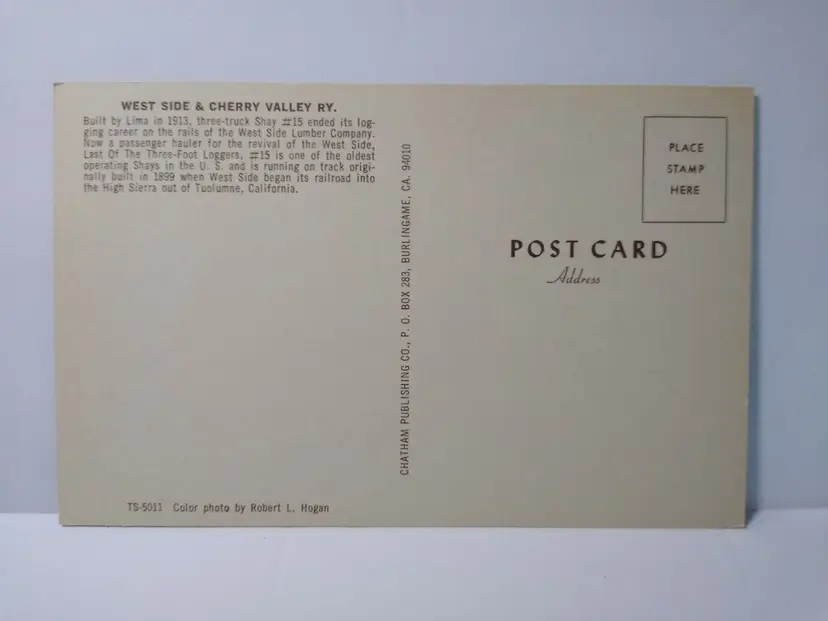 WEST SIDE & CHERRY VALLEY RY.
Built by Lima in 1913, three-truck Shay #15 ended its log-
ging career on the rails of the West Side Lumber Company.
Now a passenger hauler for the revival of the West Side,
Last Of The Three-Foot Loggers, #15 is one of the oldest
operating Shays in the U. S. and is running on track origi-
nally built in 1899 when West Side began its railroad into
the High Sierra out of Tuolumne, California.
TS-5011 Color photo by Robert L. Hogan
CHATHAM PUBLISHING CO., P. O. BOX 283, BURLINGAME, CA. 94010
PLACE
STAMP
HERE
POST CARD
Address